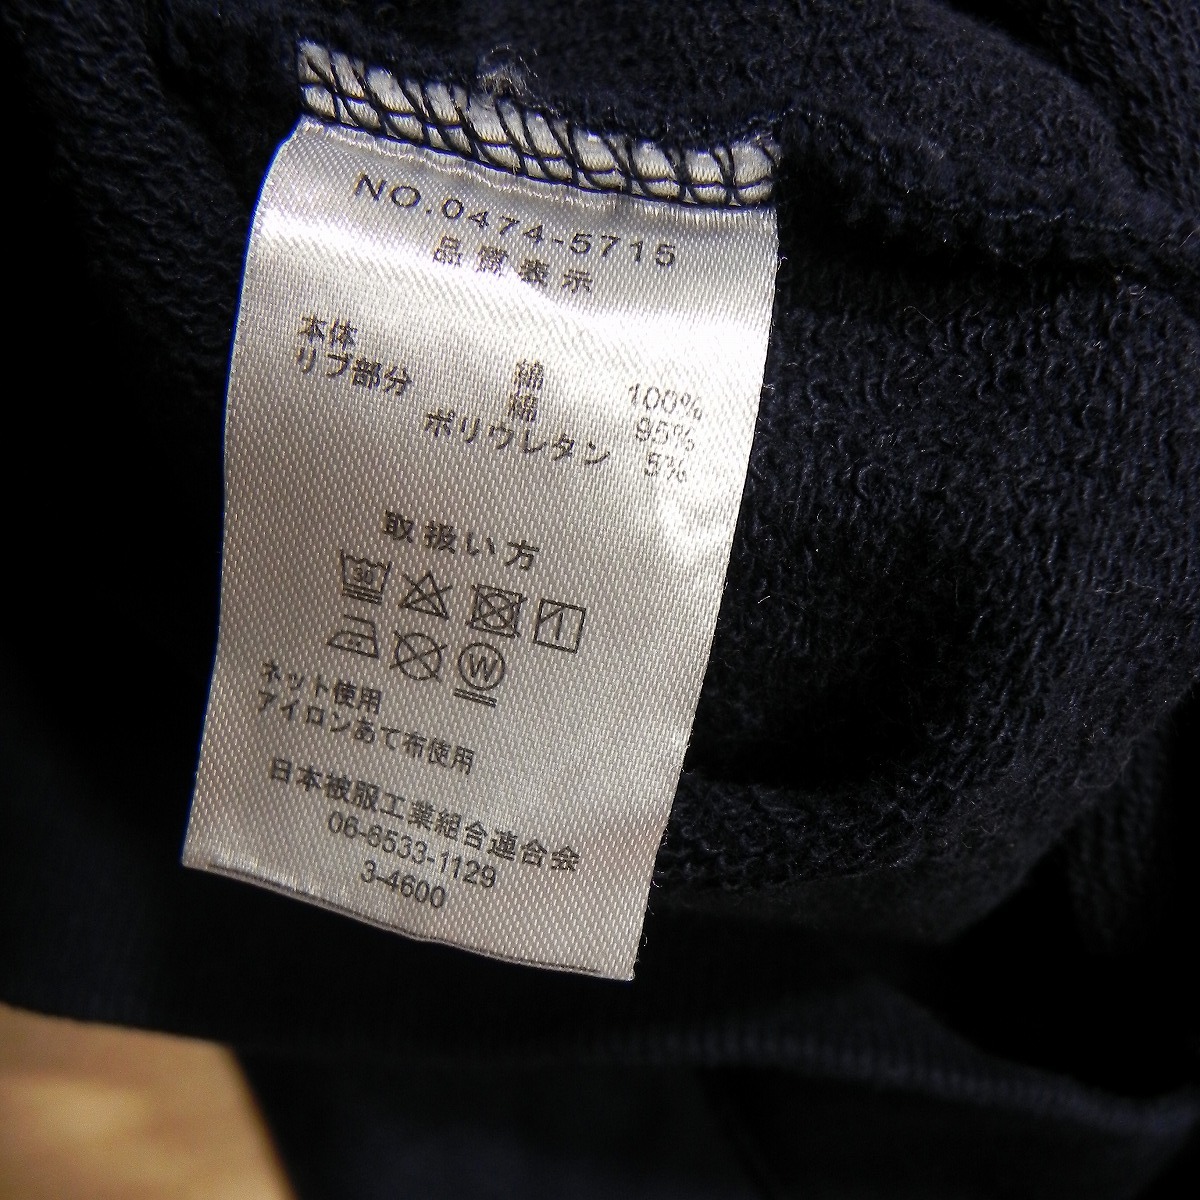 NO.0474-5715
品質表示
本体 綿 100%
リブ部分 綿 95%
ポリウレタン 5%
取扱い方
30
W
ネット使用
アイロンあて布使用
日本被服工業組合連合会
06-6533-1129
3-4600